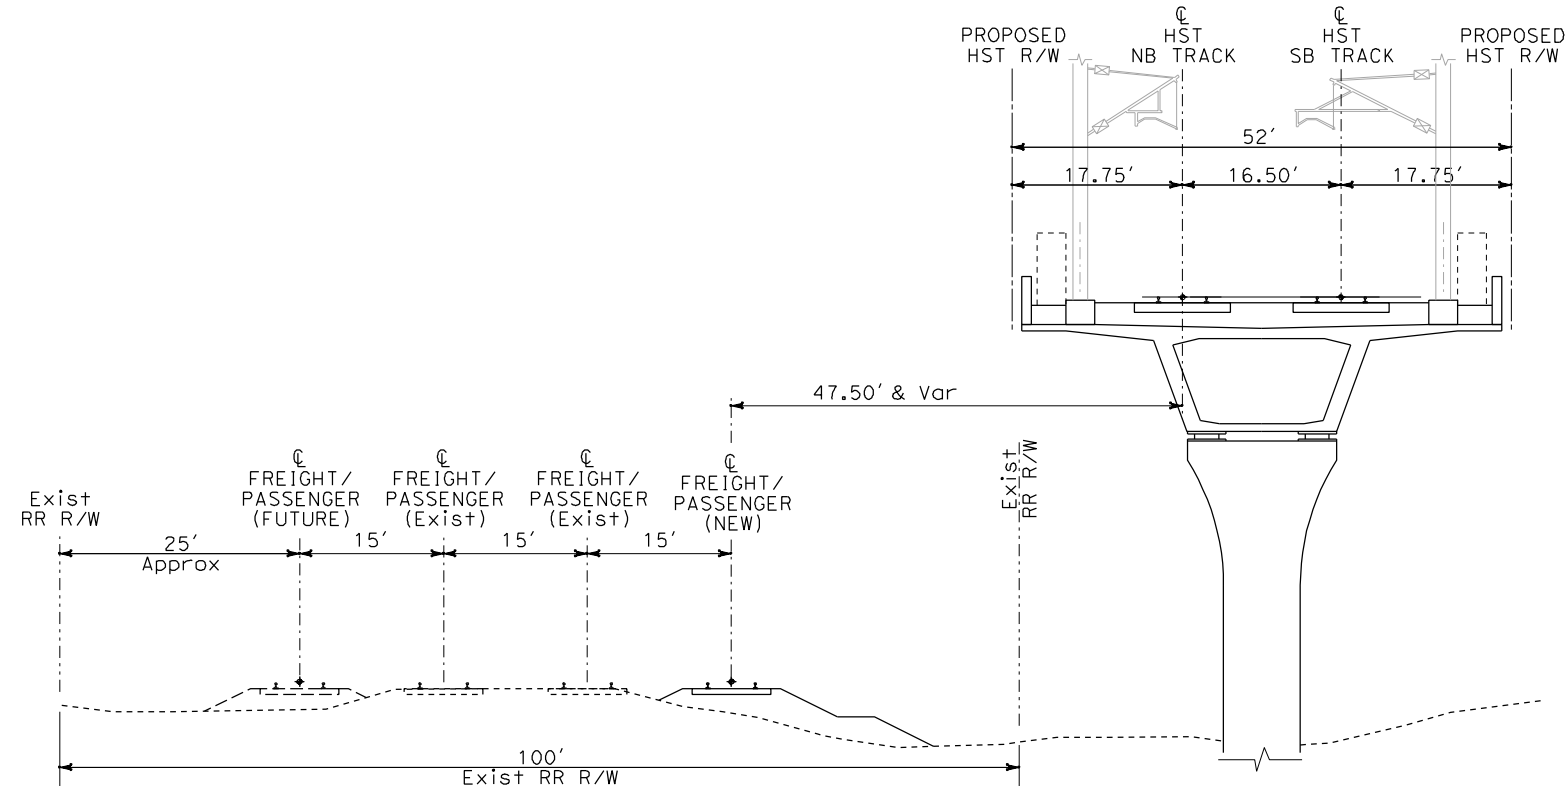 PROPOSED
HST R/W
℄
HST
NB TRACK
℄
HST
SB TRACK
PROPOSED
HST R/W
52'
17.75'
16.50'
17.75'
47.50' & Var
Exist
RR R/W
℄
FREIGHT/
PASSENGER
(FUTURE)
℄
FREIGHT/
PASSENGER
(Exist)
℄
FREIGHT/
PASSENGER
(Exist)
℄
FREIGHT/
PASSENGER
(NEW)
Exist
RR R/W
25'
Approx
15'
15'
15'
100'
Exist RR R/W